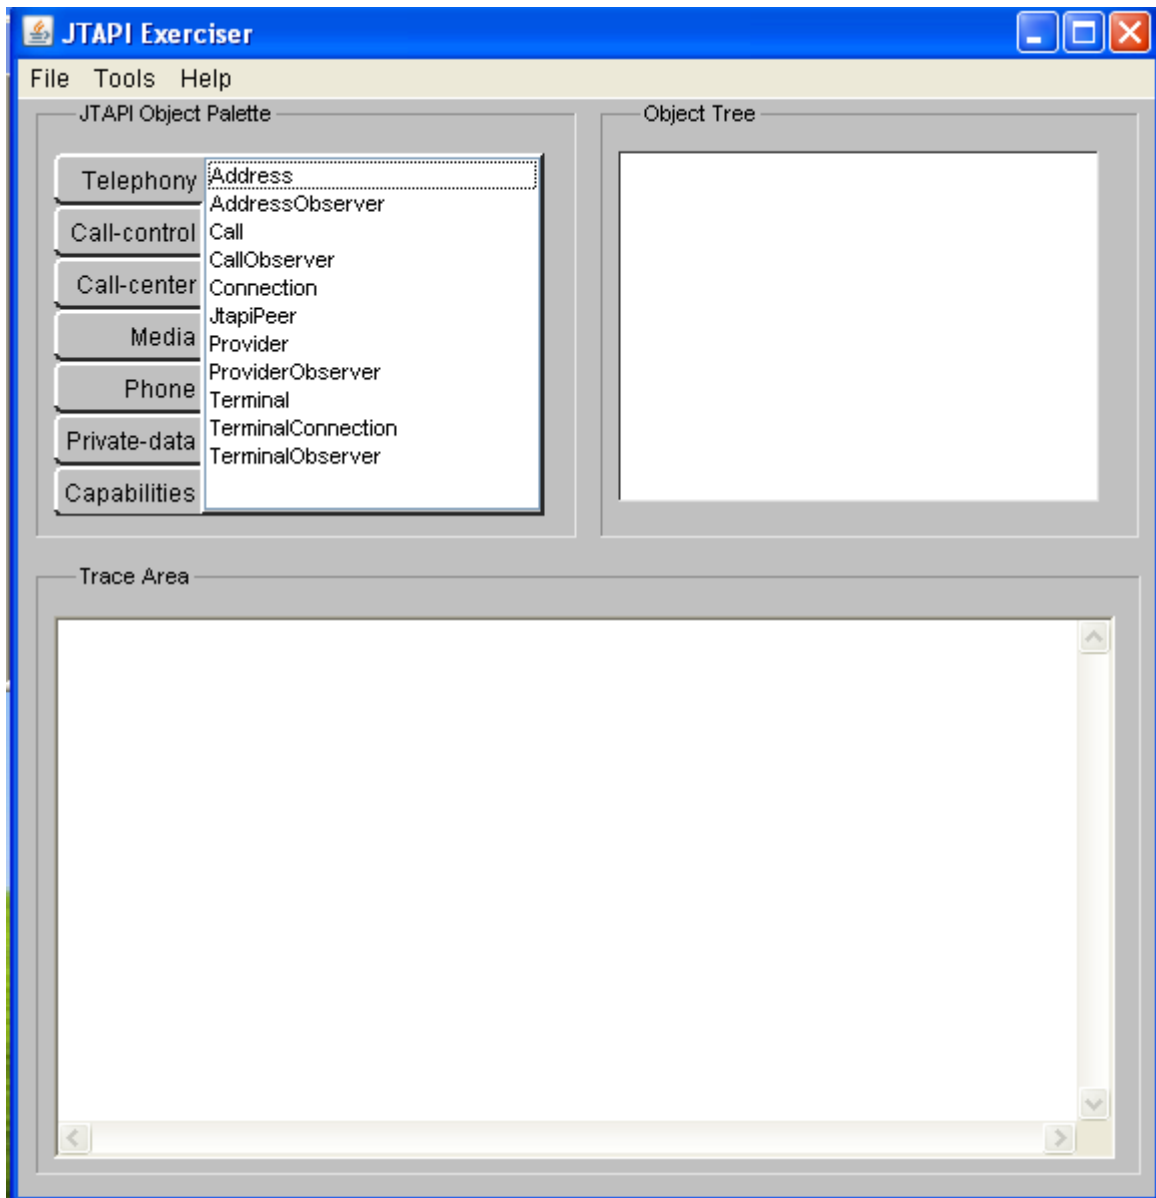 JTAPI Exerciser
File Tools Help
JTAPI Object Palette
Telephony
Call-control
Call-center
Media
Phone
Private-data
Capabilities
Address
AddressObserver
Call
CallObserver
Connection
JtapiPeer
Provider
ProviderObserver
Terminal
TerminalConnection
TerminalObserver
Object Tree
Trace Area